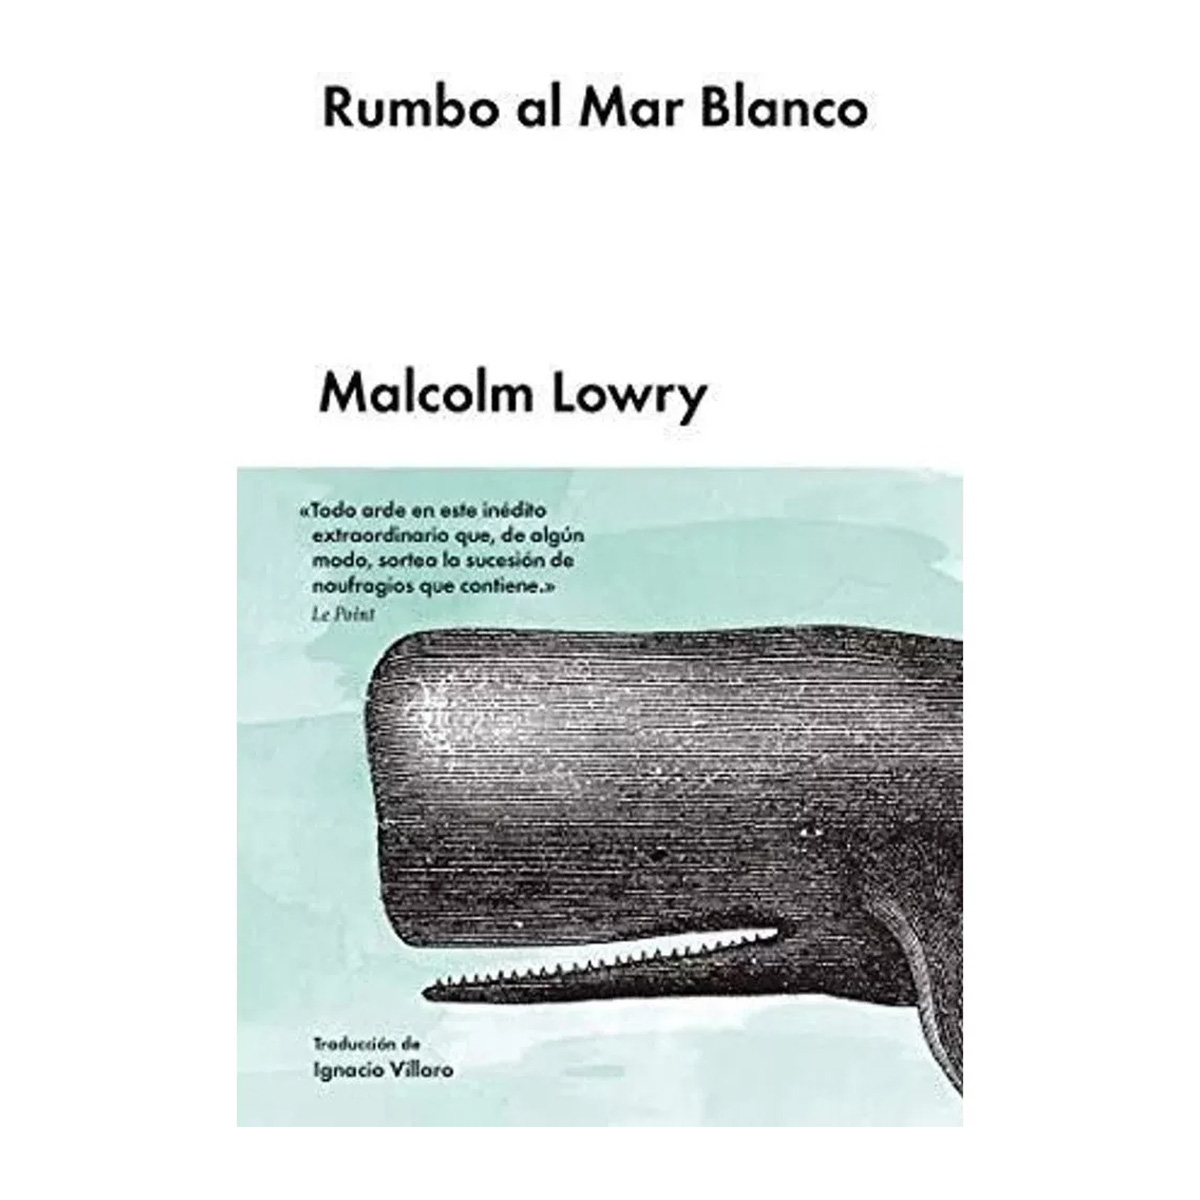 Rumbo al Mar Blanco
Malcolm Lowry
«Todo arde en este inédito
extraordinario que, de algún
modo, sortea la sucesión de
naufragios que contiene.»
Le Point
Traducción de
Ignacio Villaro